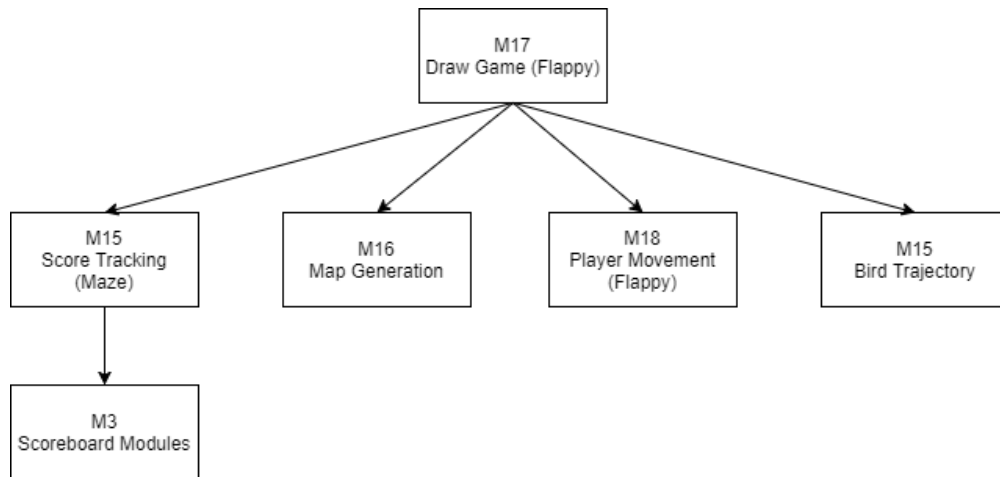 M17
Draw Game (Flappy)
M15
Score Tracking
(Maze)
M16
Map Generation
M18
Player Movement
(Flappy)
M15
Bird Trajectory
M3
Scoreboard Modules